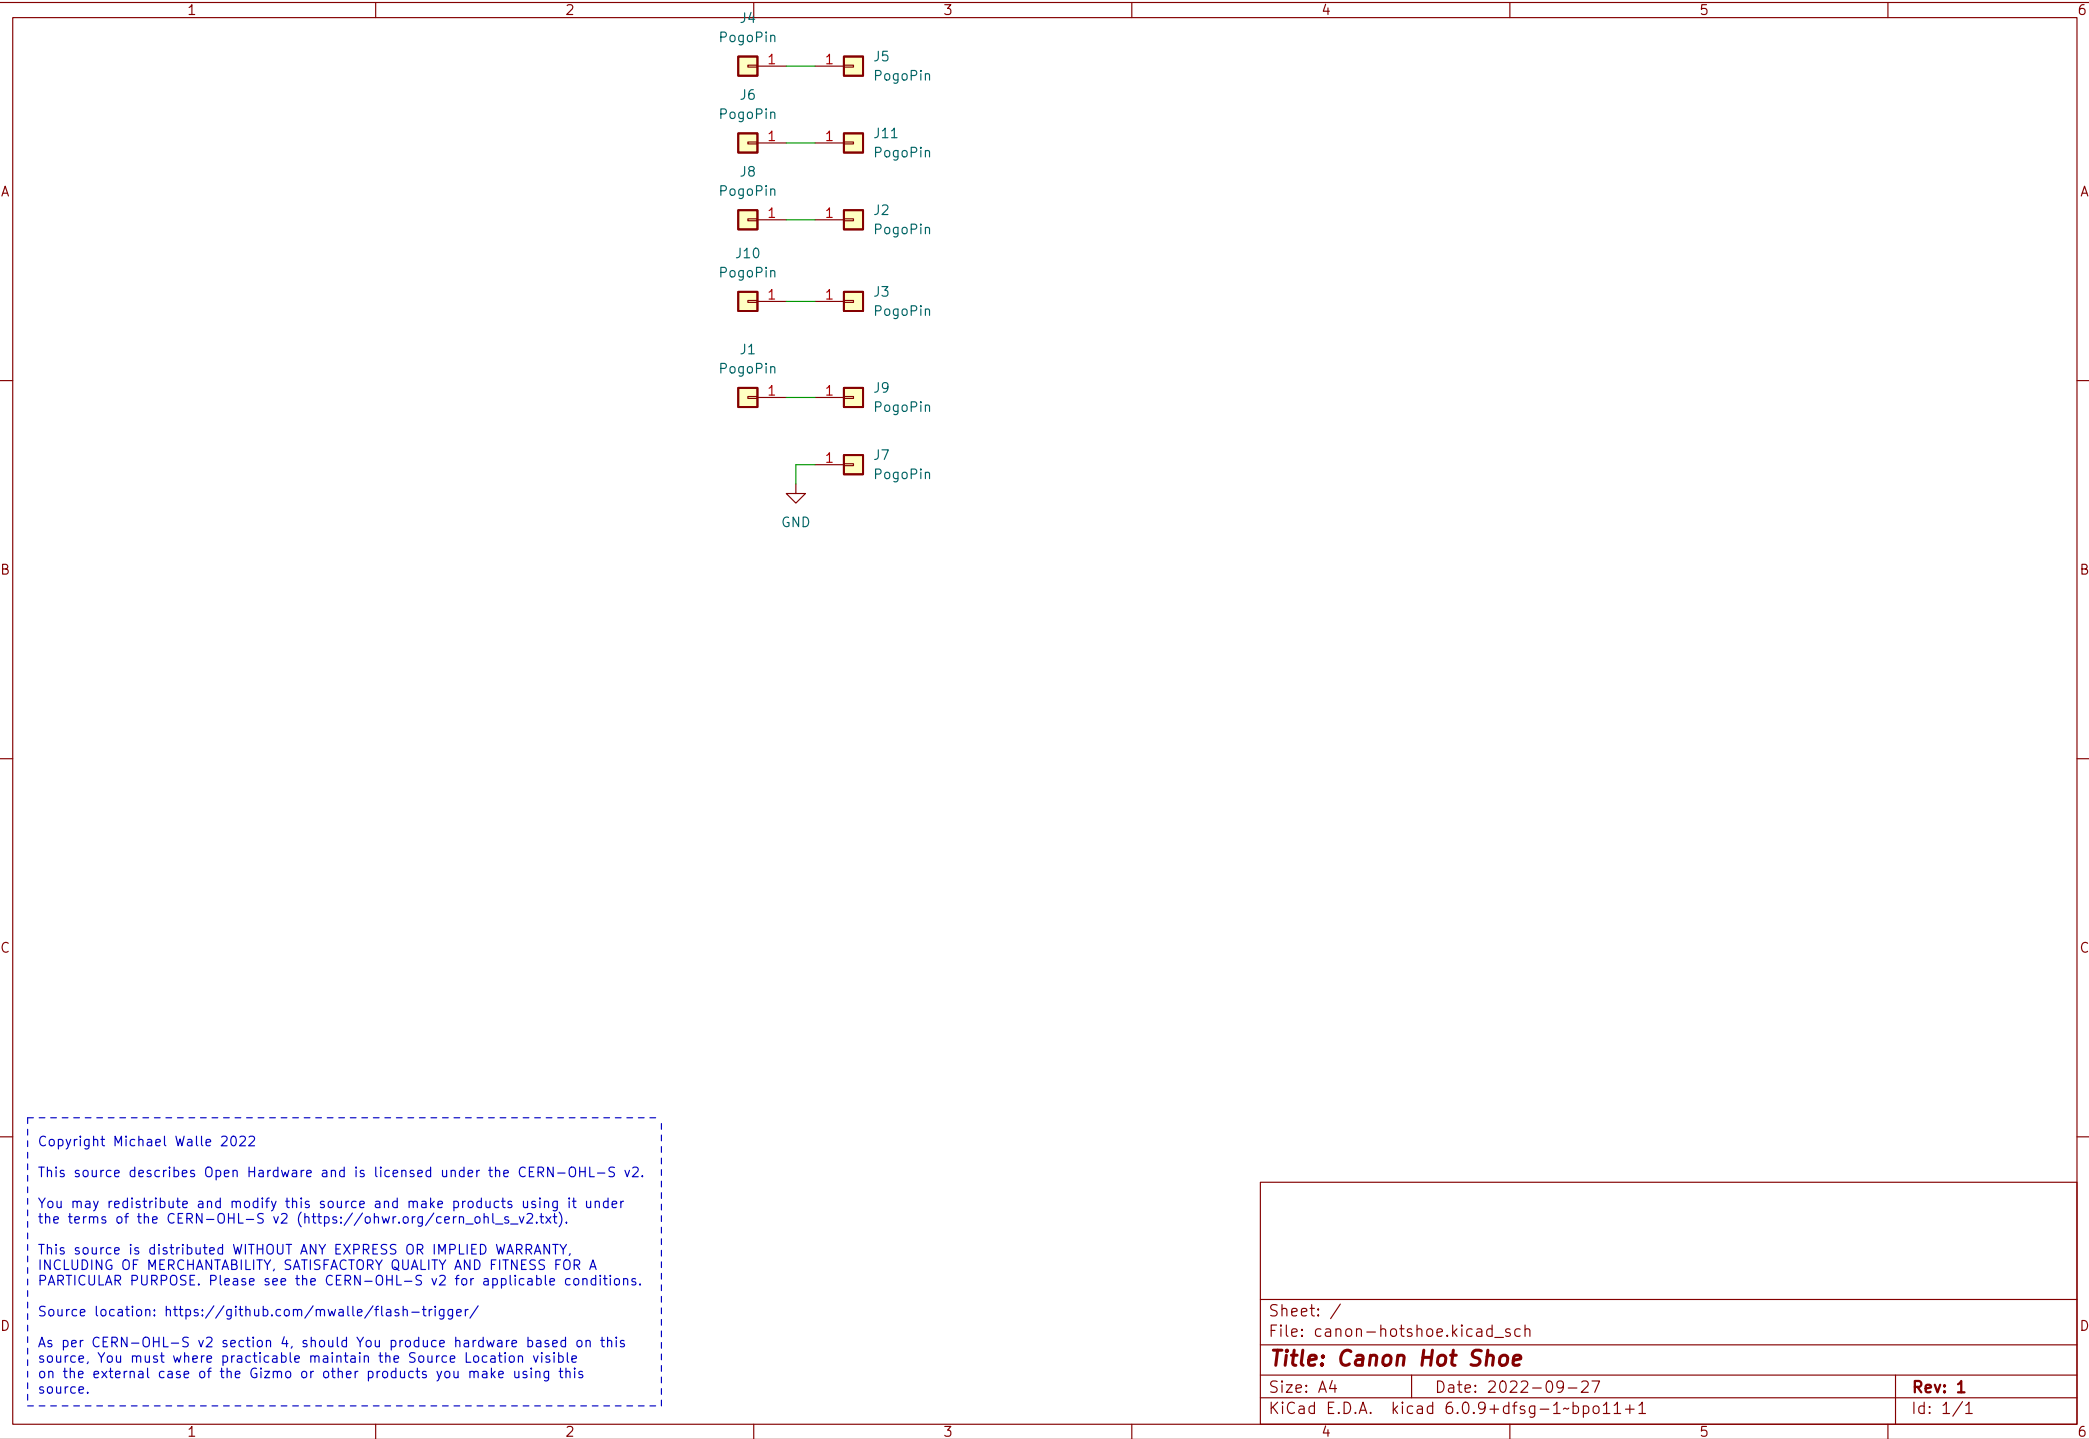 1 2 3 4 5 6
J4
PogoPin
1 1
J5
PogoPin
J6
PogoPin
1 1
J11
PogoPin
J8
PogoPin
1 1
J2
PogoPin
J10
PogoPin
1 1
J3
PogoPin
J1
PogoPin
1 1
J9
PogoPin
1
J7
PogoPin
GND
A A
B B
C C
D D
Copyright Michael Walle 2022
This source describes Open Hardware and is licensed under the CERN-OHL-S v2.
You may redistribute and modify this source and make products using it under
the terms of the CERN-OHL-S v2 (https://ohwr.org/cern_ohl_s_v2.txt).
This source is distributed WITHOUT ANY EXPRESS OR IMPLIED WARRANTY,
INCLUDING OF MERCHANTABILITY, SATISFACTORY QUALITY AND FITNESS FOR A
PARTICULAR PURPOSE. Please see the CERN-OHL-S v2 for applicable conditions.
Source location: https://github.com/mwalle/flash-trigger/
As per CERN-OHL-S v2 section 4, should You produce hardware based on this
source, You must where practicable maintain the Source Location visible
on the external case of the Gizmo or other products you make using this
source.
Sheet: /
File: canon-hotshoe.kicad_sch
Title: Canon Hot Shoe
Size: A4 Date: 2022-09-27 Rev: 1
KiCad E.D.A. kicad 6.0.9+dfsg-1~bpo11+1 Id: 1/1
1 2 3 4 5 6